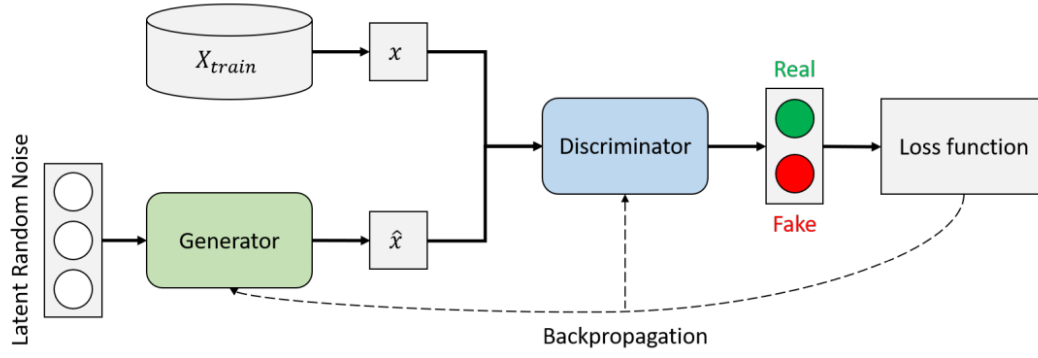 X_train
x
Real
Discriminator
Loss function
Fake
Latent Random Noise
Generator
x̂
Backpropagation